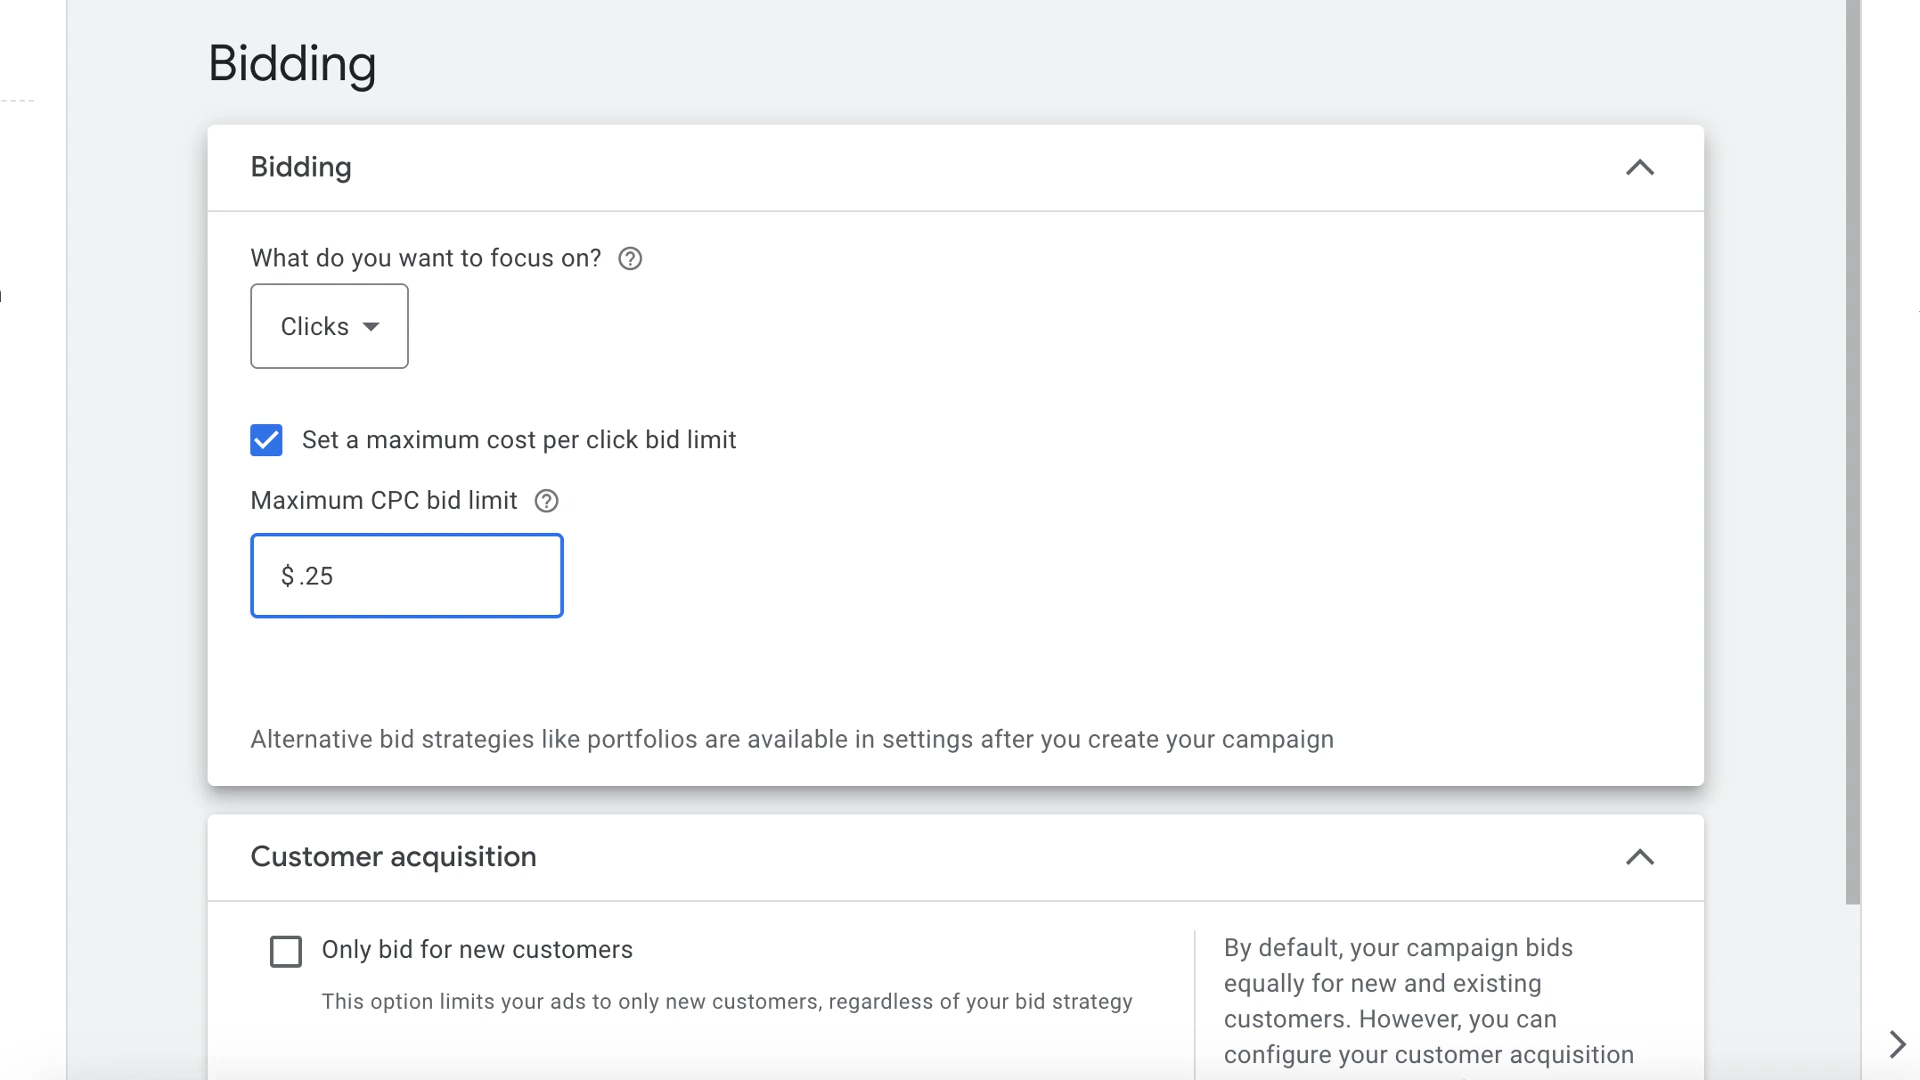 Bidding
Bidding
What do you want to focus on?
Clicks
Set a maximum cost per click bid limit
Maximum CPC bid limit
$ .25
Alternative bid strategies like portfolios are available in settings after you create your campaign
Customer acquisition
Only bid for new customers
This option limits your ads to only new customers, regardless of your bid strategy
By default, your campaign bids
equally for new and existing
customers. However, you can
configure your customer acquisition